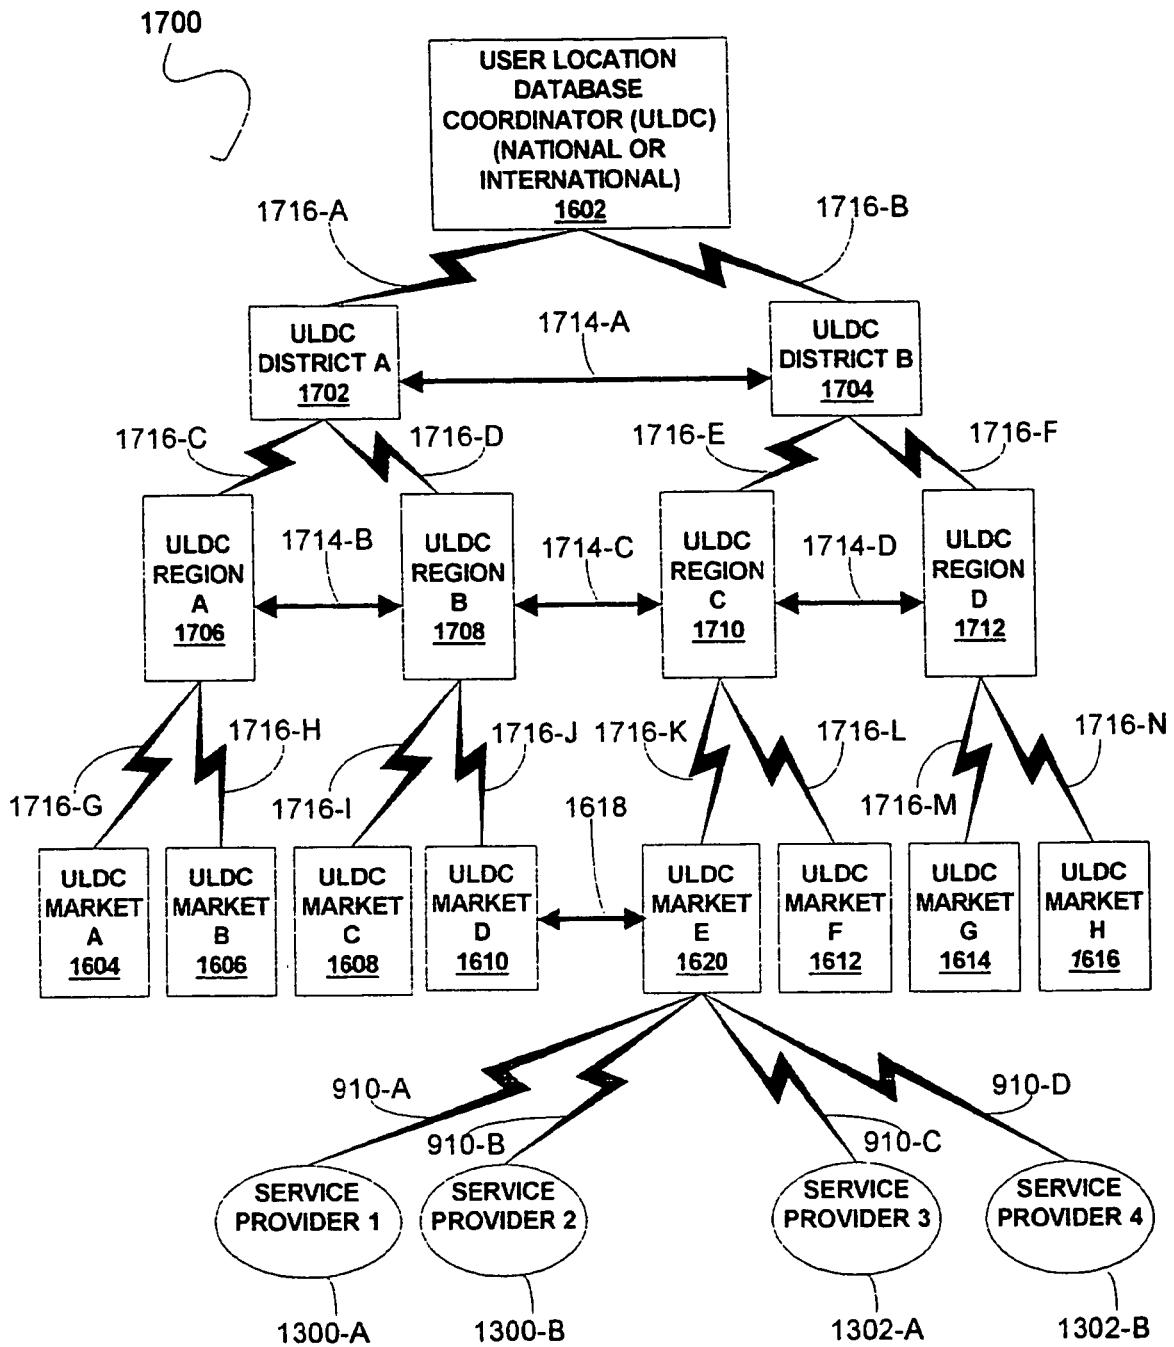 1700
USER LOCATION
DATABASE
COORDINATOR (ULDC)
(NATIONAL OR
INTERNATIONAL)
1602
1716-A
1716-B
1714-A
ULDC
DISTRICT A
1702
ULDC
DISTRICT B
1704
1716-C
1716-D
1716-E
1716-F
ULDC
REGION
A
1706
1714-B
ULDC
REGION
B
1708
1714-C
ULDC
REGION
C
1710
1714-D
ULDC
REGION
D
1712
1716-G
1716-H
1716-I
1716-J
1716-K
1716-L
1716-M
1716-N
1618
ULDC
MARKET
A
1604
ULDC
MARKET
B
1606
ULDC
MARKET
C
1608
ULDC
MARKET
D
1610
ULDC
MARKET
E
1620
ULDC
MARKET
F
1612
ULDC
MARKET
G
1614
ULDC
MARKET
H
1616
910-A
910-B
910-C
910-D
SERVICE
PROVIDER 1
SERVICE
PROVIDER 2
SERVICE
PROVIDER 3
SERVICE
PROVIDER 4
1300-A
1300-B
1302-A
1302-B